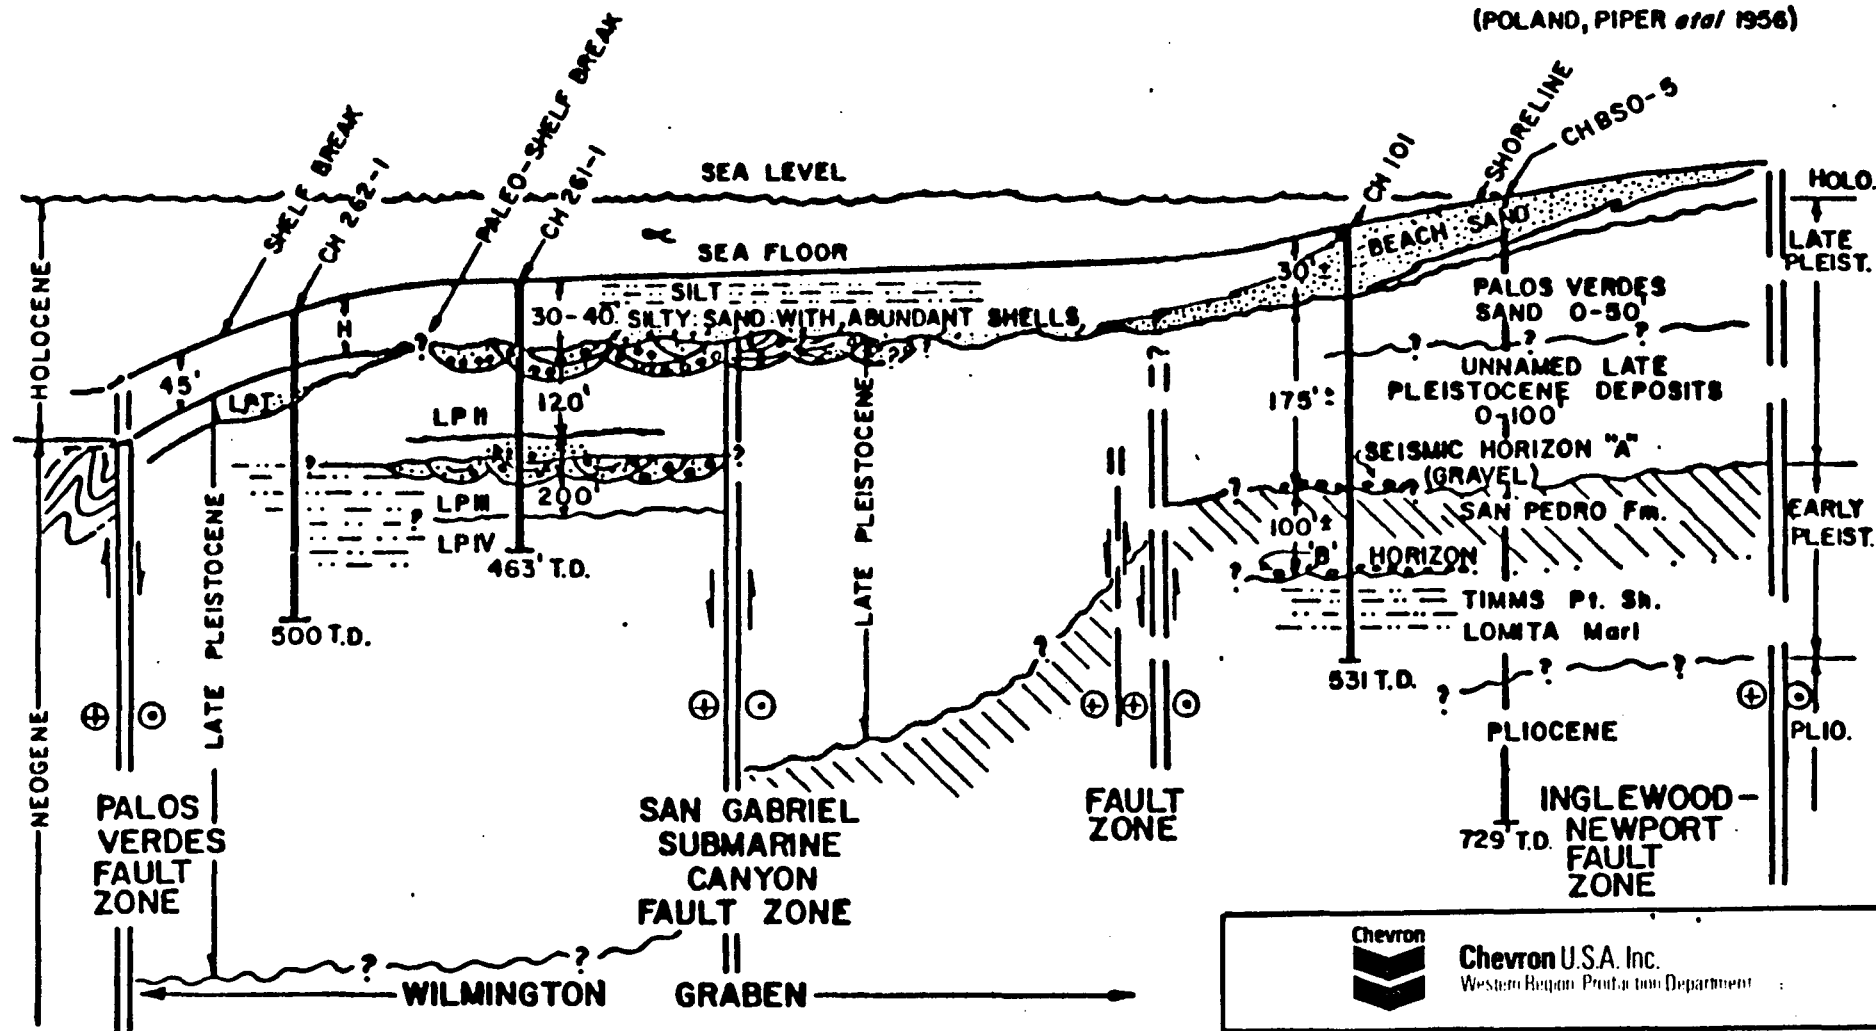 (POLAND, PIPER etal 1956)
SHELF BREAK
CH 262-1
PALEO-SHELF BREAK
CH 261-1
SEA LEVEL
CH 101
SHORELINE
CHBSO-5
HOLO.
SEA FLOOR
BEACH SAND
LATE
PLEIST.
HOLOCENE
SILT
30-40
SILTY SAND WITH ABUNDANT SHELLS
30'±
PALOS VERDES
SAND 0-50'
H
?
?
?
?
?
?
45'
LPI
120'
LP II
175'±
UNNAMED LATE
PLEISTOCENE DEPOSITS
0-100'
SEISMIC HORIZON "A"
(GRAVEL)
?
?
?
?
200'
LP III
LP IV
?
463' T.D.
SAN PEDRO Fm.
100'±
'B' HORIZON
?
EARLY
PLEIST.
TIMMS Pt. Sh.
LOMITA Marl
500 T.D.
LATE PLEISTOCENE
LATE PLEISTOCENE
?
531 T.D.
?
?
?
PLIOCENE
PLIO.
NEOGENE
PALOS
VERDES
FAULT
ZONE
SAN GABRIEL
SUBMARINE
CANYON
FAULT ZONE
FAULT
ZONE
729' T.D.
INGLEWOOD-
NEWPORT
FAULT
ZONE
?
?
WILMINGTON GRABEN
Chevron
Chevron U.S.A. Inc.
Western Region Production Department